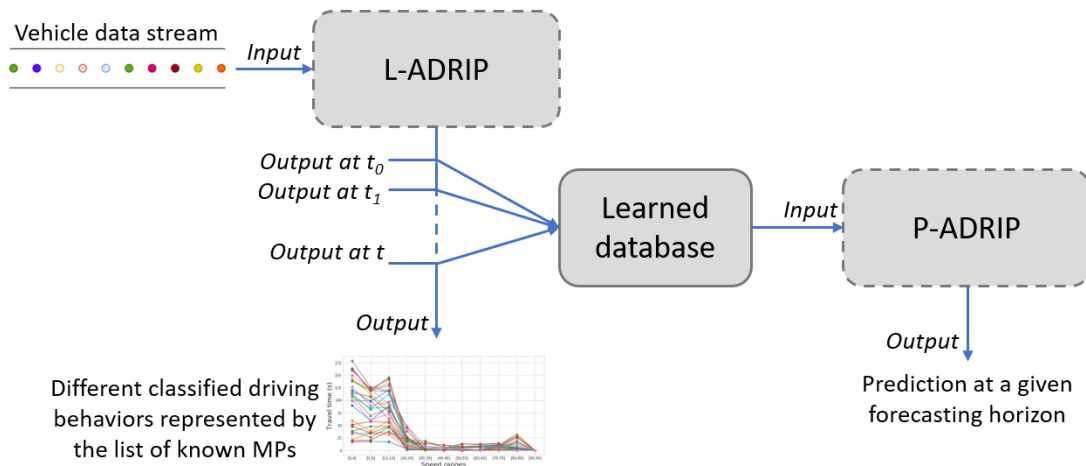 Vehicle data stream
Input
L-ADRIP
Output at t0
Output at t1
Output at t
Learned
database
Input
P-ADRIP
Output
Output
Different classified driving
behaviors represented by
the list of known MPs
Travel time (s)
Speed ranges
Prediction at a given
forecasting horizon